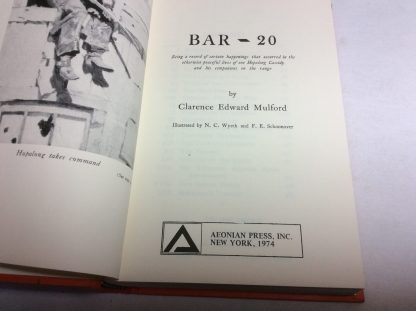 BAR - 20
Being a record of certain happenings that occurred in the
otherwise peaceful lives of one Hopalong Cassidy
and his companions on the range
by
Clarence Edward Mulford
Illustrated by N. C. Wyeth and F. E. Schoonover
Hopalong takes command
AEONIAN PRESS, INC.
NEW YORK, 1974